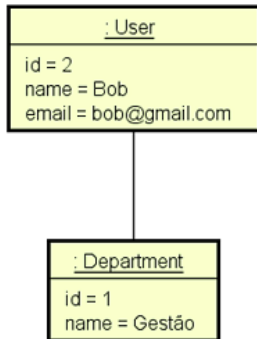 : User
id = 2
name = Bob
email = bob@gmail.com
: Department
id = 1
name = Gestão